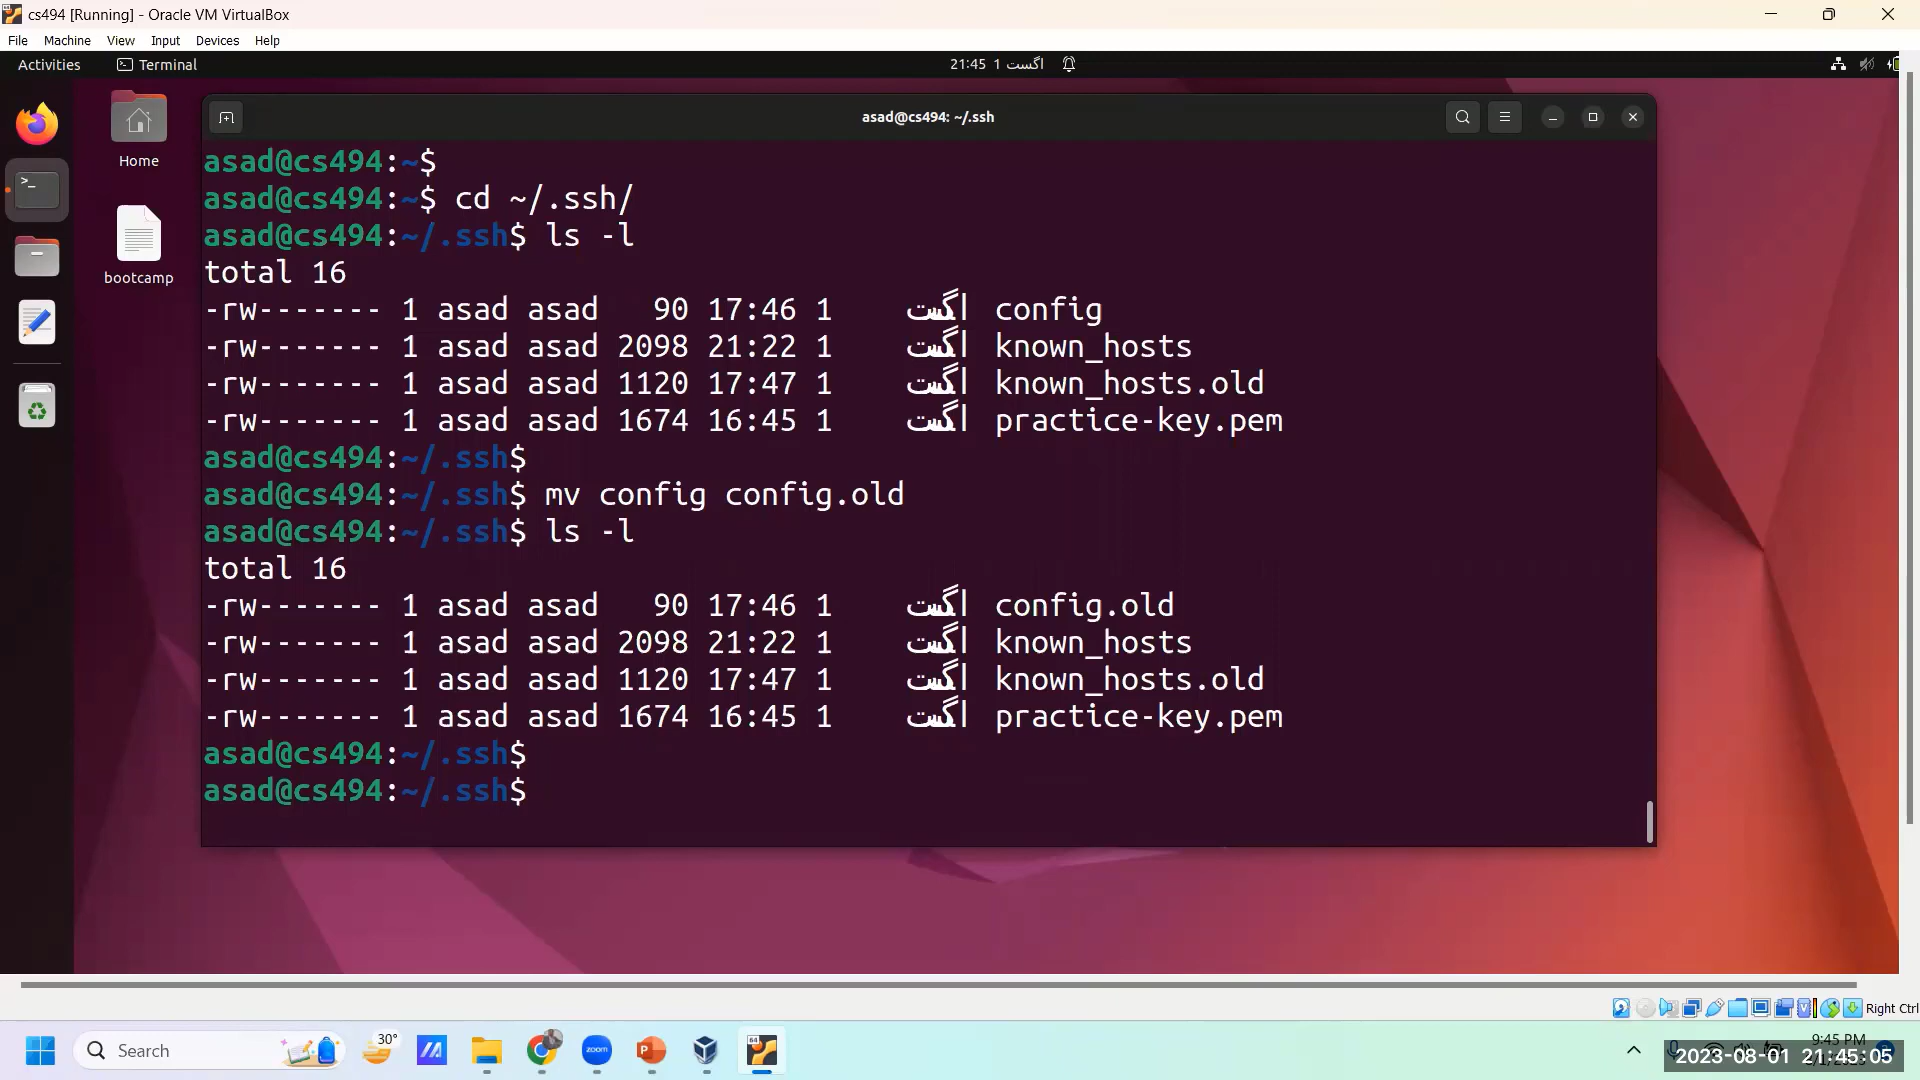 cs494 [Running] - Oracle VM VirtualBox
File Machine View Input Devices Help
Activities Terminal 21:45 1 اگست
Home
bootcamp
asad@cs494: ~/.ssh
asad@cs494:~$
asad@cs494:~$ cd ~/.ssh/
asad@cs494:~/.ssh$ ls -l
total 16
-rw------- 1 asad asad   90 17:46 1    اگست config
-rw------- 1 asad asad 2098 21:22 1    اگست known_hosts
-rw------- 1 asad asad 1120 17:47 1    اگست known_hosts.old
-rw------- 1 asad asad 1674 16:45 1    اگست practice-key.pem
asad@cs494:~/.ssh$
asad@cs494:~/.ssh$ mv config config.old
asad@cs494:~/.ssh$ ls -l
total 16
-rw------- 1 asad asad   90 17:46 1    اگست config.old
-rw------- 1 asad asad 2098 21:22 1    اگست known_hosts
-rw------- 1 asad asad 1120 17:47 1    اگست known_hosts.old
-rw------- 1 asad asad 1674 16:45 1    اگست practice-key.pem
asad@cs494:~/.ssh$
asad@cs494:~/.ssh$
Right Ctrl
Search
30°
zoom
64
9:45 PM
2023-08-01 21:45:05